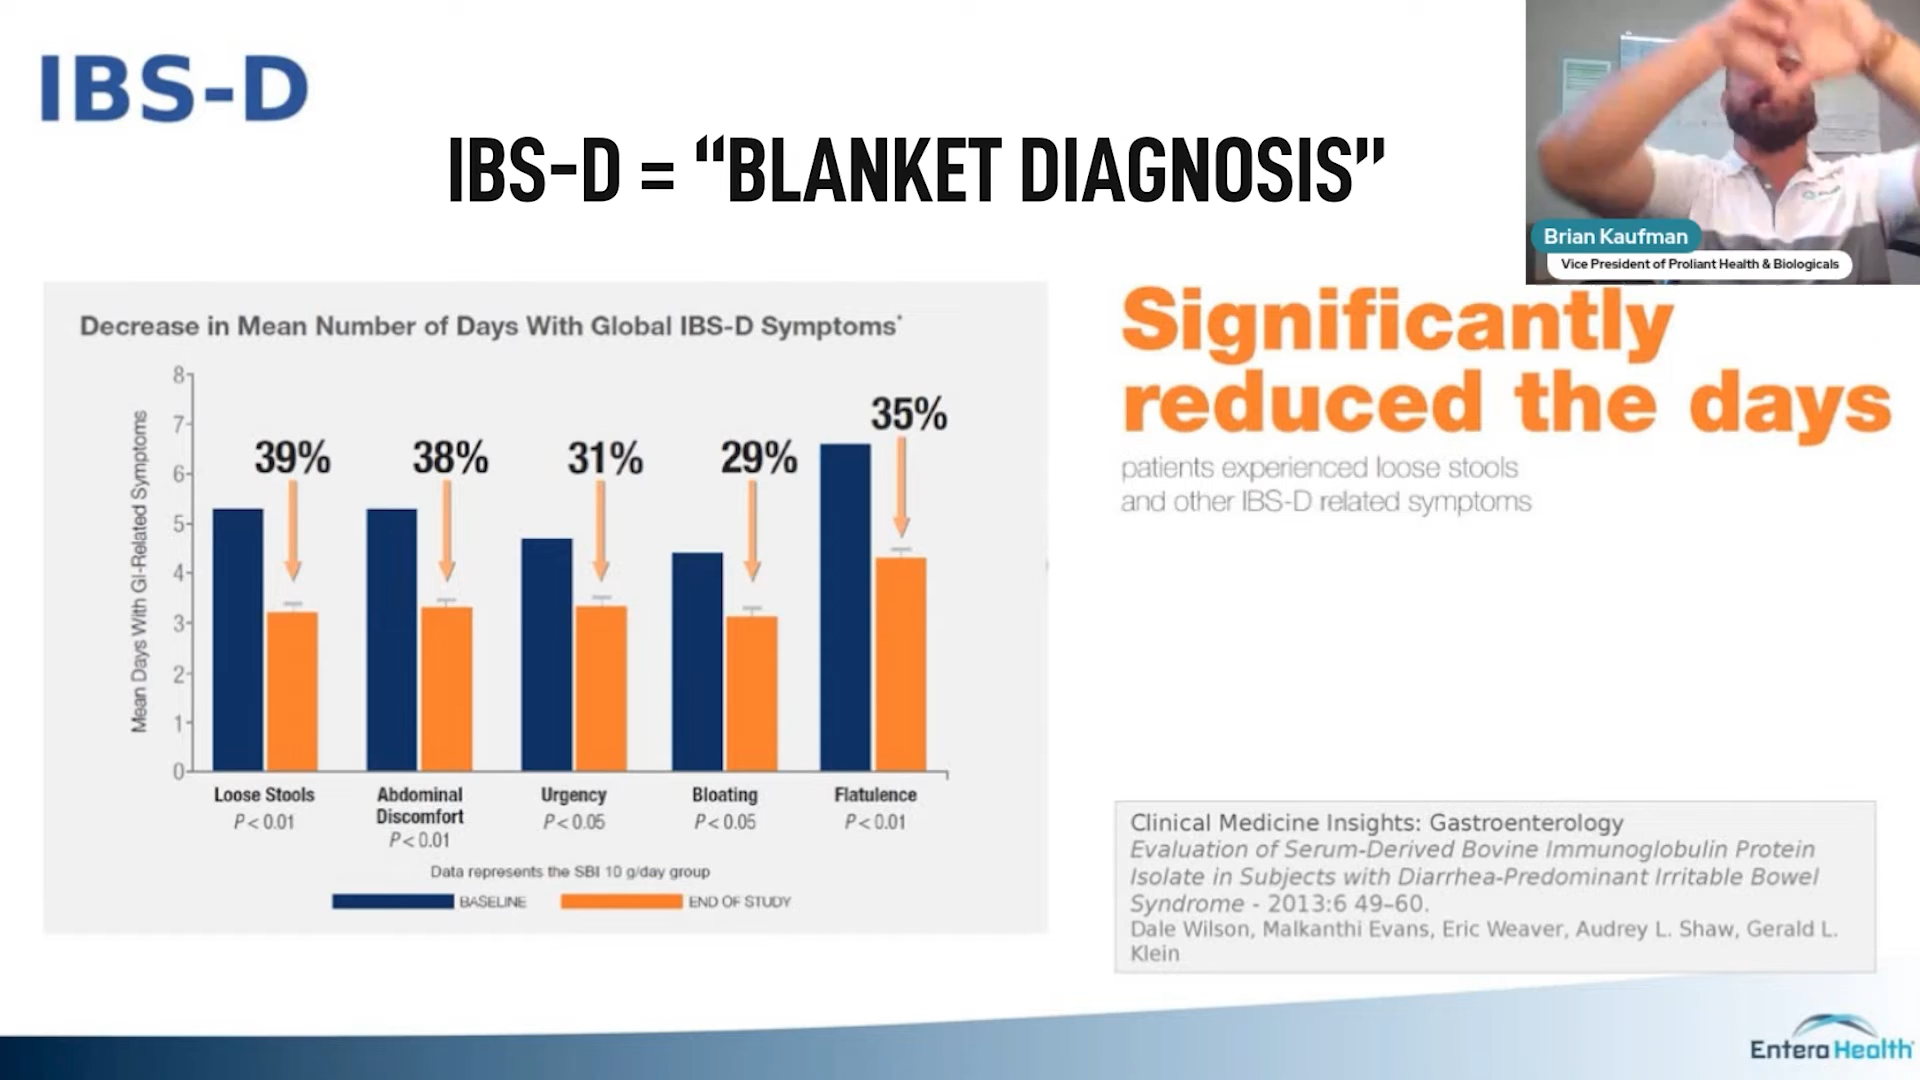 IBS-D
IBS-D = “BLANKET DIAGNOSIS”
Brian Kaufman
Vice President of Proliant Health & Biologicals
Decrease in Mean Number of Days With Global IBS-D Symptoms*
Mean Days With GI-Related Symptoms
8
7
6
5
4
3
2
1
0
39%
38%
31%
29%
35%
Loose Stools
P < 0.01
Abdominal
Discomfort
P < 0.01
Urgency
P < 0.05
Bloating
P < 0.05
Flatulence
P < 0.01
Data represents the SBI 10 g/day group
BASELINE
END OF STUDY
Significantly
reduced the days
patients experienced loose stools
and other IBS-D related symptoms
Clinical Medicine Insights: Gastroenterology
Evaluation of Serum-Derived Bovine Immunoglobulin Protein
Isolate in Subjects with Diarrhea-Predominant Irritable Bowel
Syndrome - 2013:6 49–60.
Dale Wilson, Malkanthi Evans, Eric Weaver, Audrey L. Shaw, Gerald L.
Klein
Entera Health